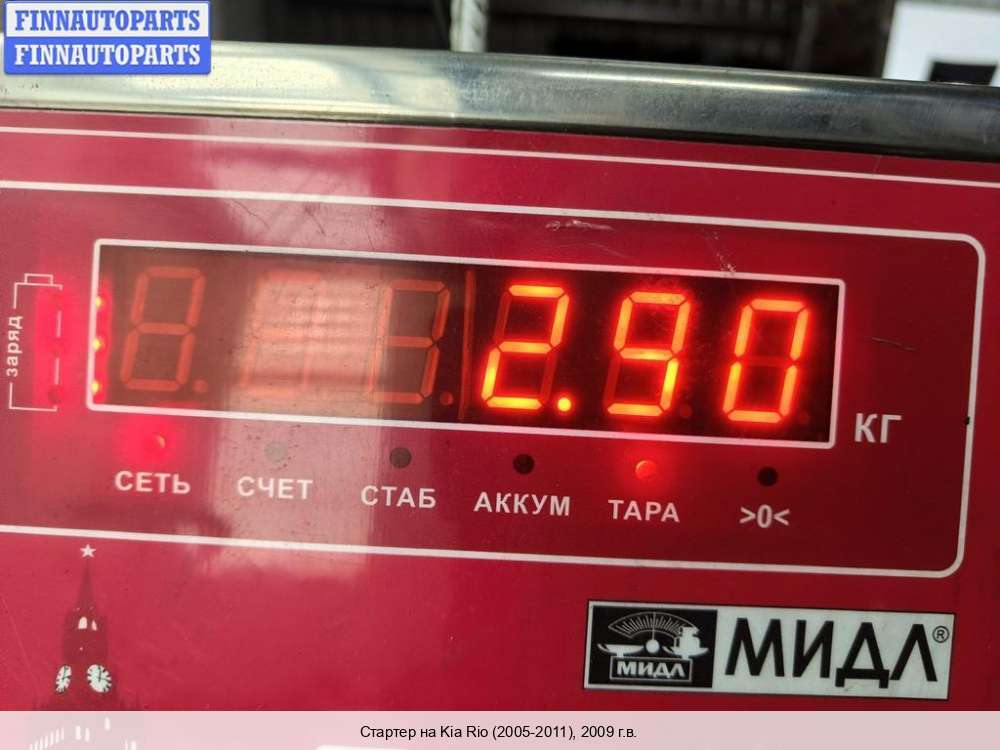 FINNAUTOPARTS
FINNAUTOPARTS
заряд
2.90
КГ
СЕТЬ СЧЕТ СТАБ АККУМ ТАРА >0<
МИДЛ МИДЛ®
Стартер на Kia Rio (2005-2011), 2009 г.в.